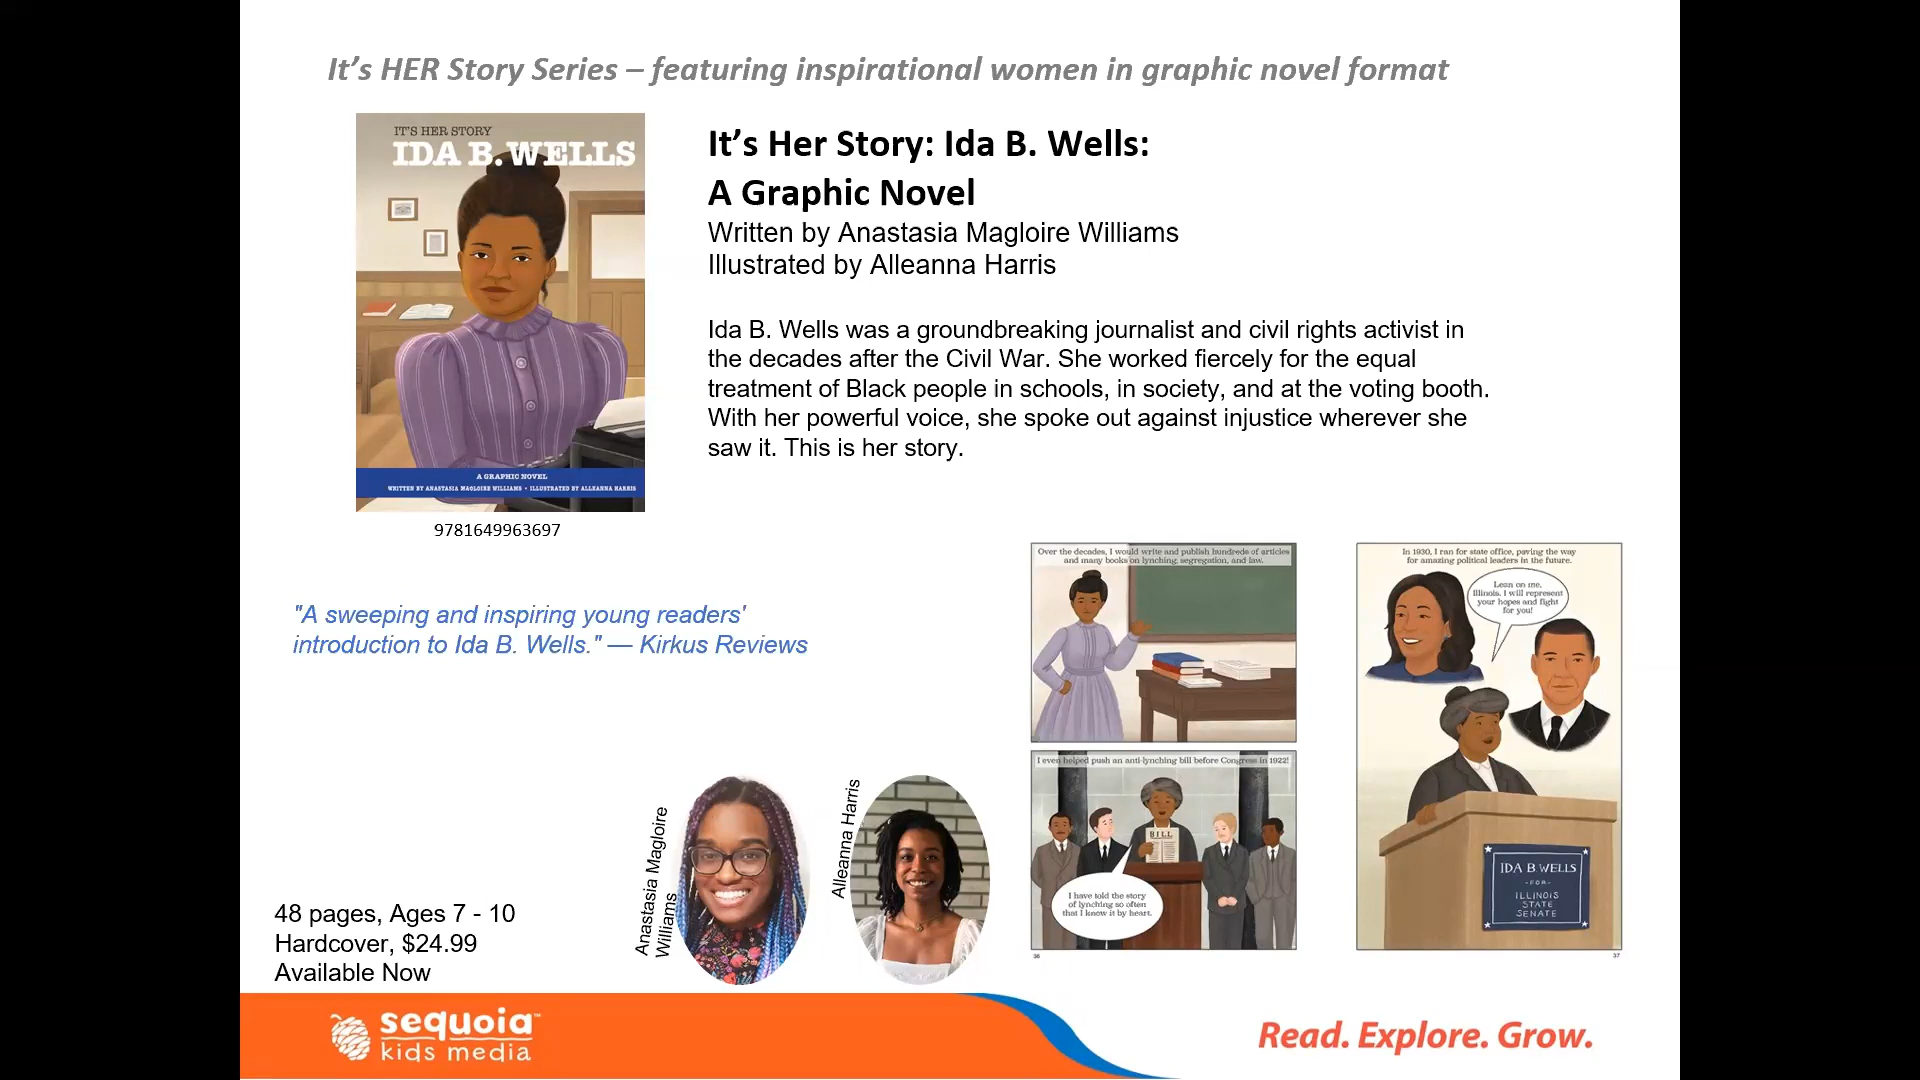 It's HER Story Series – featuring inspirational women in graphic novel format
IT'S HER STORY
IDA B. WELLS
A GRAPHIC NOVEL
WRITTEN BY ANASTASIA MAGLOIRE WILLIAMS • ILLUSTRATED BY ALLEANNA HARRIS
9781649963697
It's Her Story: Ida B. Wells:
A Graphic Novel
Written by Anastasia Magloire Williams
Illustrated by Alleanna Harris
Ida B. Wells was a groundbreaking journalist and civil rights activist in
the decades after the Civil War. She worked fiercely for the equal
treatment of Black people in schools, in society, and at the voting booth.
With her powerful voice, she spoke out against injustice wherever she
saw it. This is her story.
"A sweeping and inspiring young readers'
introduction to Ida B. Wells." — Kirkus Reviews
Over the decades, I would write and publish hundreds of articles
and many books on lynching, segregation, and law.
I even helped push an anti-lynching bill before Congress in 1922!
BILL
I have told the story
of lynching so often
that I know it by heart.
36
In 1930, I ran for state office, paving the way
for amazing political leaders in the future.
Lean on me,
Illinois. I will represent
your hopes and fight
for you!
IDA B. WELLS
-FOR-
ILLINOIS
STATE
SENATE
37
Anastasia Magloire
Williams
Alleanna Harris
48 pages, Ages 7 - 10
Hardcover, $24.99
Available Now
sequoia™
kids media
Read. Explore. Grow.